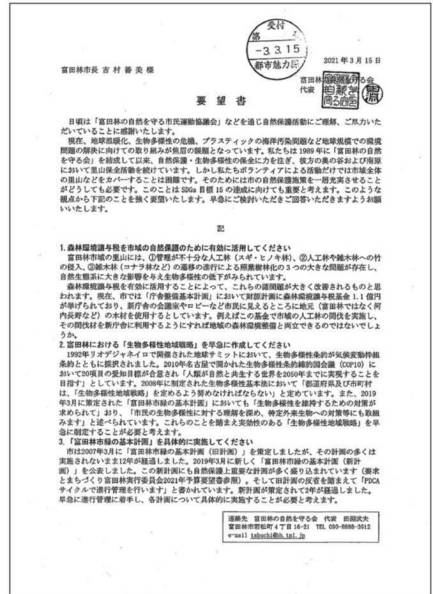 受付
-3.3.15
都市魅力
2021年3月15日
富田林市長 吉村善美様
代表
要望書
日頃は「富田林の自然を守る市民運動協議会」などを通じ自然保護活動にご理解、ご尽力いた
だいていることに感謝いたします。
現在、地球温暖化、生物多様性の危機、プラスティックの海洋汚染問題など地球規模での環境
問題の解決に向けての取り組みが焦眉の課題となっています。私たちは1989年に「富田林の自然
を守る会」を結成して以来、自然保護・生物多様性の保全に力を注ぎ、彼方の奥の谷および南原
において里山保全活動を続けています。しかし私たちボランティアによる活動だけでは市域全体
の里山などをカバーすることは困難です。そのためには市の自然保護施策を一層充実させること
がどうしても必要です。このことはSDGs目標15の達成に向けても重要と考えます。このような
観点から下記のことを強く要望いたします。早急にご検討いただきご回答いただきますようお願
いいたします。
記
1.森林環境譲与税を市域の自然保護のために有効に活用してください
富田林市域の里山には、①管理が不十分な人工林(スギ・ヒノキ林)、②人工林や雑木林への竹
の侵入、③雑木林(コナラ林など)の遷移の進行による照葉樹林化の3つの大きな問題が存在し、
自然生態系に大きな影響を与え生物多様性の低下がみられています。
森林環境譲与税を有効に活用することによって、これらの諸問題が大きく改善されるものと思
われます。現在、市では「庁舎整備基本計画」において財源計画に森林環境譲与税基金1.1億円
が挙げられており、新庁舎の会議室やロビーなど市民に見えるところに地元(富田林ではなく河
内長野など)の木材を使用するとしています。例えばこの基金で市域の人工林の間伐を実施し、
その間伐材を新庁舎に利用するようにすれば地域の森林環境整備と両立できるのではないでしょ
うか。
2.富田林における「生物多様性地域戦略」を早急に作成してください
1992年リオデジャネイロで開催された地球サミットにおいて、生物多様性条約が気候変動枠組
条約とともに採択されました。2010年名古屋で開かれた生物多様性条約締約国会議(COP10)に
おいて20項目の愛知目標が合意され「人類が自然と共生する世界を2050年までに実現することを
目指す」としています。2008年に制定された生物多様性基本法において「都道府県及び市町村
は、「生物多様性地域戦略」を定めるよう努めなければならない」と定めています。また、2019
年3月に策定された「富田林市緑の基本計画」においても「生物多様性を維持するための対策が
求められて」おり、「市民の生物多様性に対する理解を深め、特定外来生物への対策等にも取組
みます」と述べられています。これらのことを踏まえ実効性のある「生物多様性地域戦略」を早
急に制定することが必要と考えます。
3.「富田林市緑の基本計画」を具体的に実施してください
市は2007年3月に「富田林市緑の基本計画(旧計画)」を策定しましたが、その計画の多くは
実施されないまま12年が経過しました。2019年3月に新しく「富田林市緑の基本計画(新計
画)」を公表しました。この新計画にも自然保護上重要な計画が多く盛り込まれています(要求
とまちづくり富田林実行委員会2021年予算要望書参照)。そして旧計画の反省を踏まえて「PDCA
サイクルで進行管理を行います」と書かれています。新計画が策定されて2年が経過しました。
早急に進行管理に着手し、各計画について具体的に実施することが必要と考えます。
連絡先 富田林の自然を守る会 代表 田淵武夫
富田林市若松町4丁目16-21
e-mail tabuchi@hh.tpl.jp